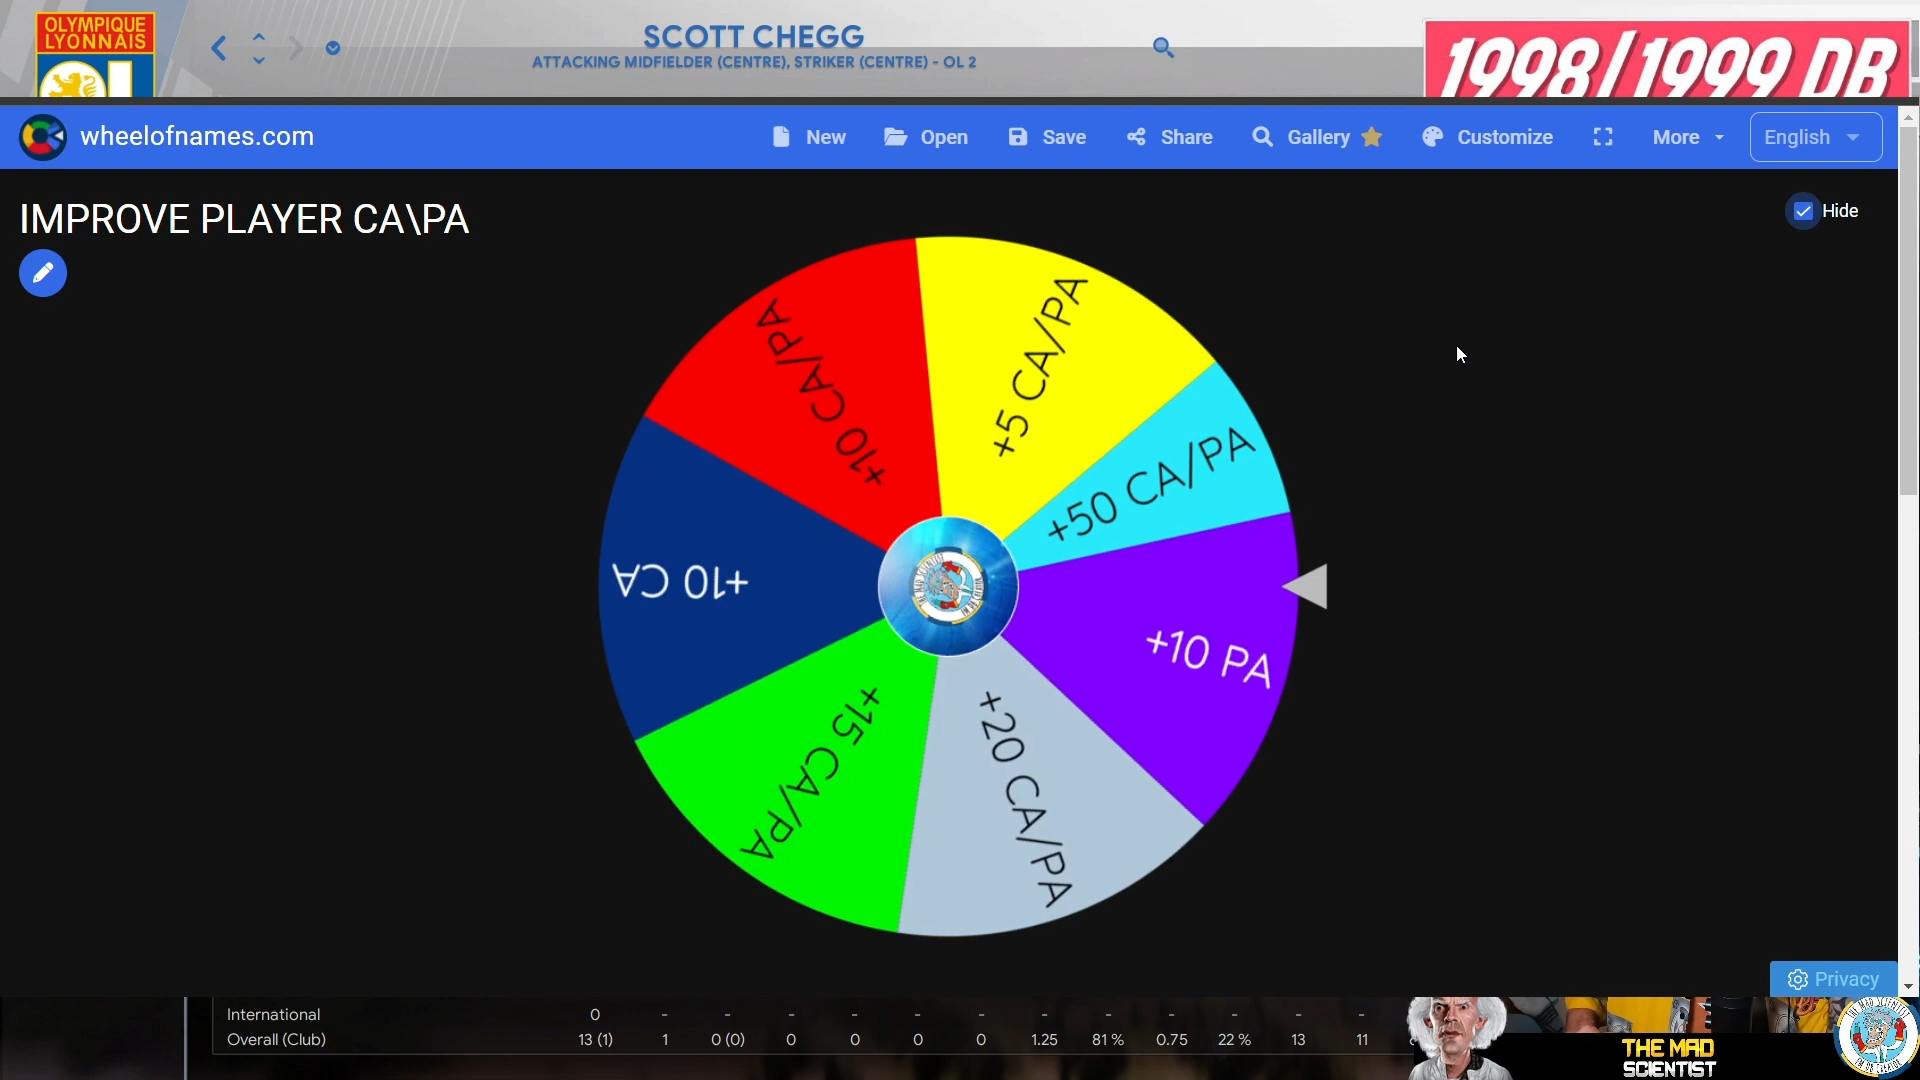 OLYMPIQUE
LYONNAIS
SCOTT CHEGG
ATTACKING MIDFIELDER (CENTRE), STRIKER (CENTRE) - OL 2
1998/1999 DB
wheelofnames.com
New
Open
Save
Share
Gallery
Customize
More
English
IMPROVE PLAYER CA\PA
Hide
+10 CA/PA
+5 CA/PA
+50 CA/PA
+10 CA
+10 PA
+15 CA/PA
+20 CA/PA
Privacy
International 0 - - - - - - - - - - - -
Overall (Club) 13 (1) 1 0 (0) 0 0 0 0 1.25 81 % 0.75 22 % 13 11
THE MAD
SCIENTIST